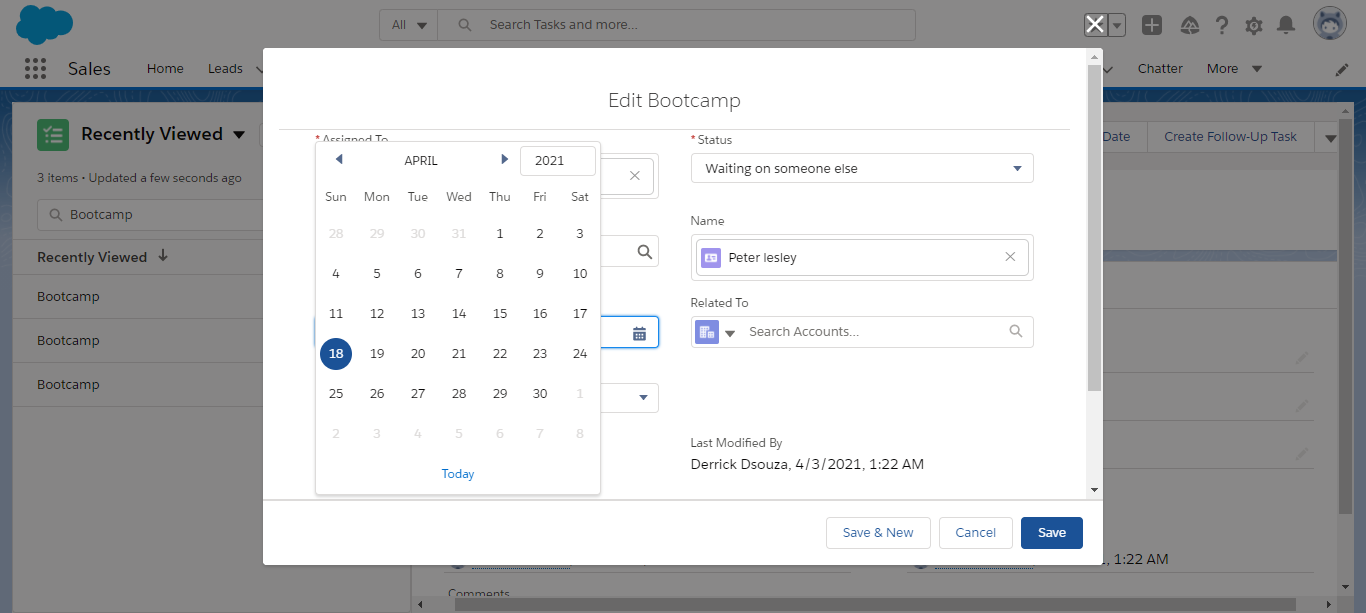 All
Search Tasks and more...
Sales
Home
Leads
Chatter
More
Recently Viewed
3 items • Updated a few seconds ago
Bootcamp
Recently Viewed
Bootcamp
Bootcamp
Bootcamp
Date
Create Follow-Up Task
Edit Bootcamp
* Assigned To
APRIL
2021
Sun Mon Tue Wed Thu Fri Sat
28 29 30 31 1 2 3
4 5 6 7 8 9 10
11 12 13 14 15 16 17
18 19 20 21 22 23 24
25 26 27 28 29 30 1
2 3 4 5 6 7 8
Today
* Status
Waiting on someone else
Name
Peter lesley
Related To
Search Accounts...
Last Modified By
Derrick Dsouza, 4/3/2021, 1:22 AM
Save & New
Cancel
Save
, 1:22 AM
Comments